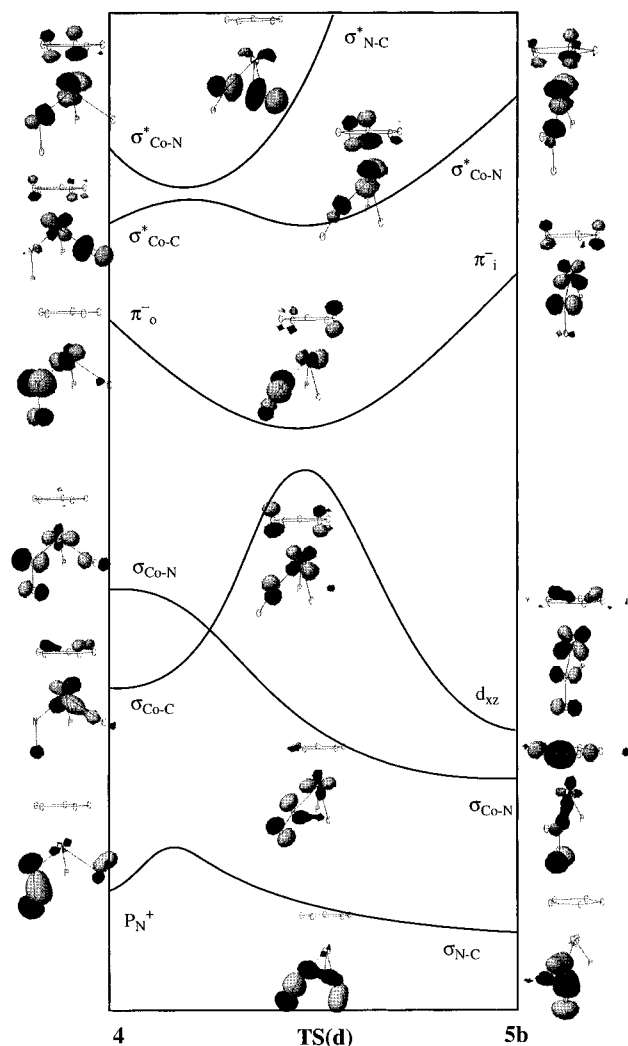 σ*N-C
σ*Co-N
σ*Co-N
σ*Co-C
π⁻i
π⁻o
σCo-N
σCo-C
dxz
σCo-N
PN⁺
σN-C
4 TS(d) 5b